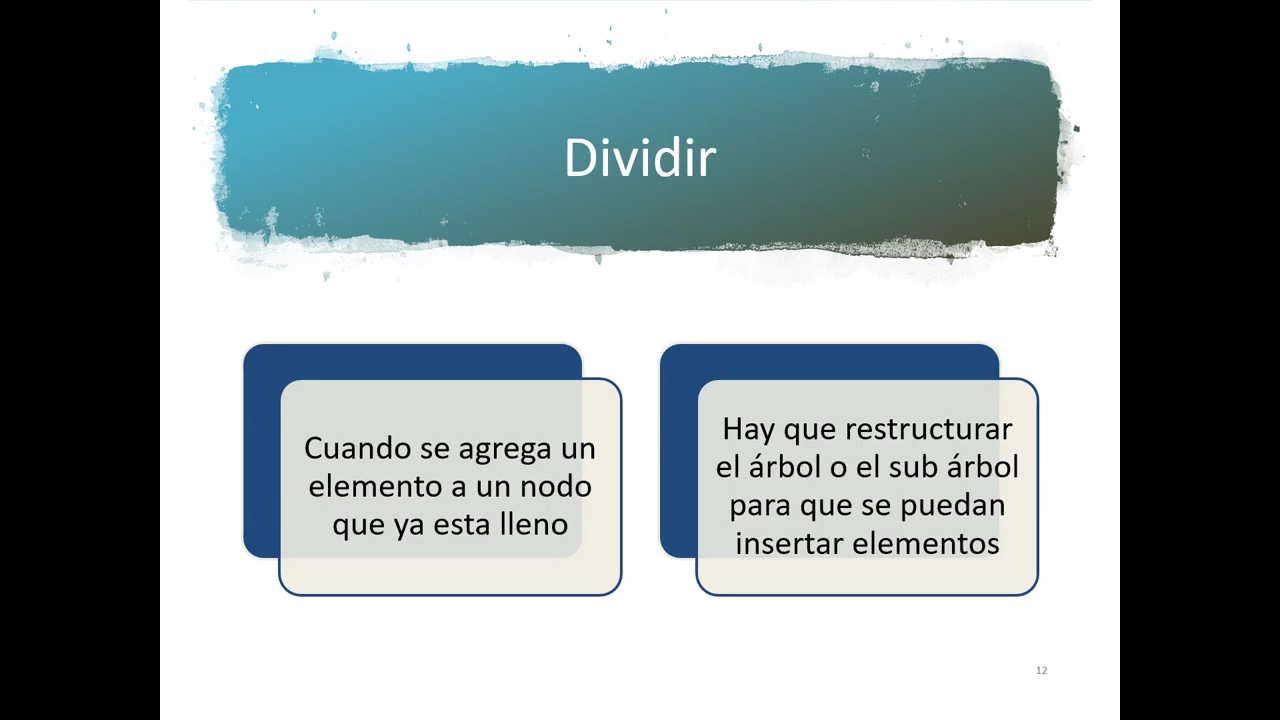 Dividir
Cuando se agrega un
elemento a un nodo
que ya esta lleno
Hay que restructurar
el árbol o el sub árbol
para que se puedan
insertar elementos
12